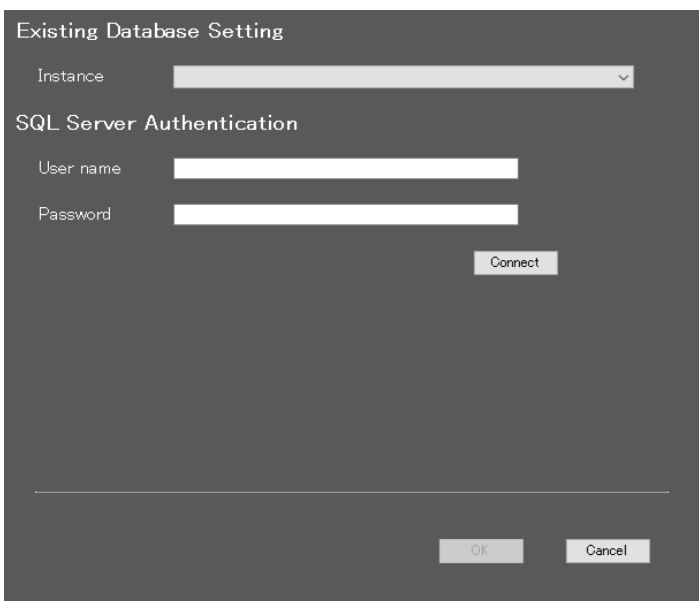 Existing Database Setting
Instance
SQL Server Authentication
User name
Password
Connect
OK
Cancel